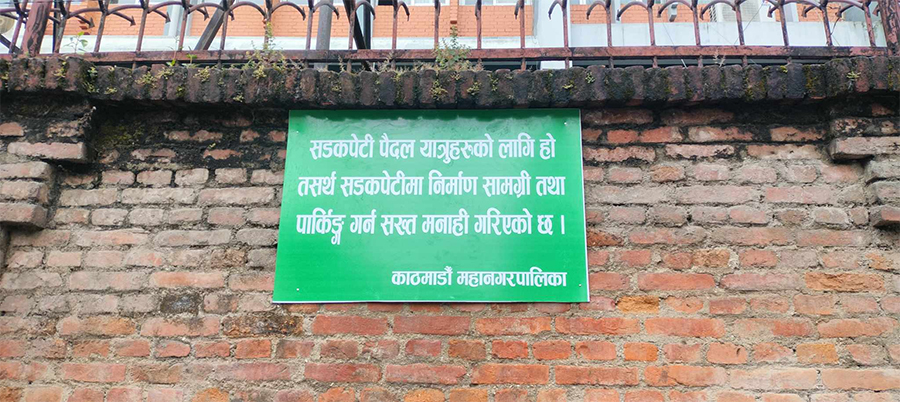 सडकपेटी पैदल यात्रुहरुको लागि हो
तसर्थ सडकपेटीमा निर्माण सामग्री तथा
पार्किङ्ग गर्न सख्त मनाही गरिएको छ ।
काठमाडौं महानगरपालिका